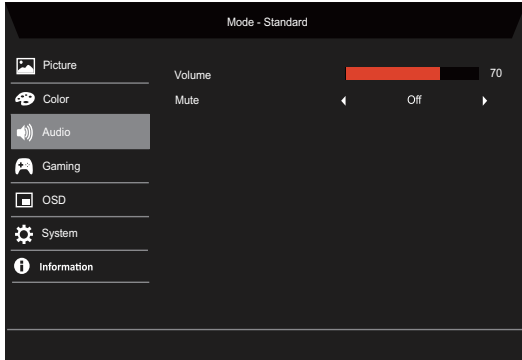 Mode - Standard
Picture
Volume 70
Color
Mute Off
Audio
Gaming
OSD
System
Information